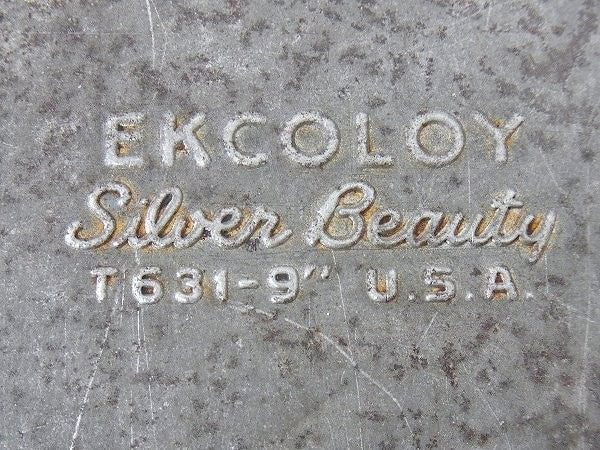 EKCOLOY
Silver Beauty
T631-9" U.S.A.